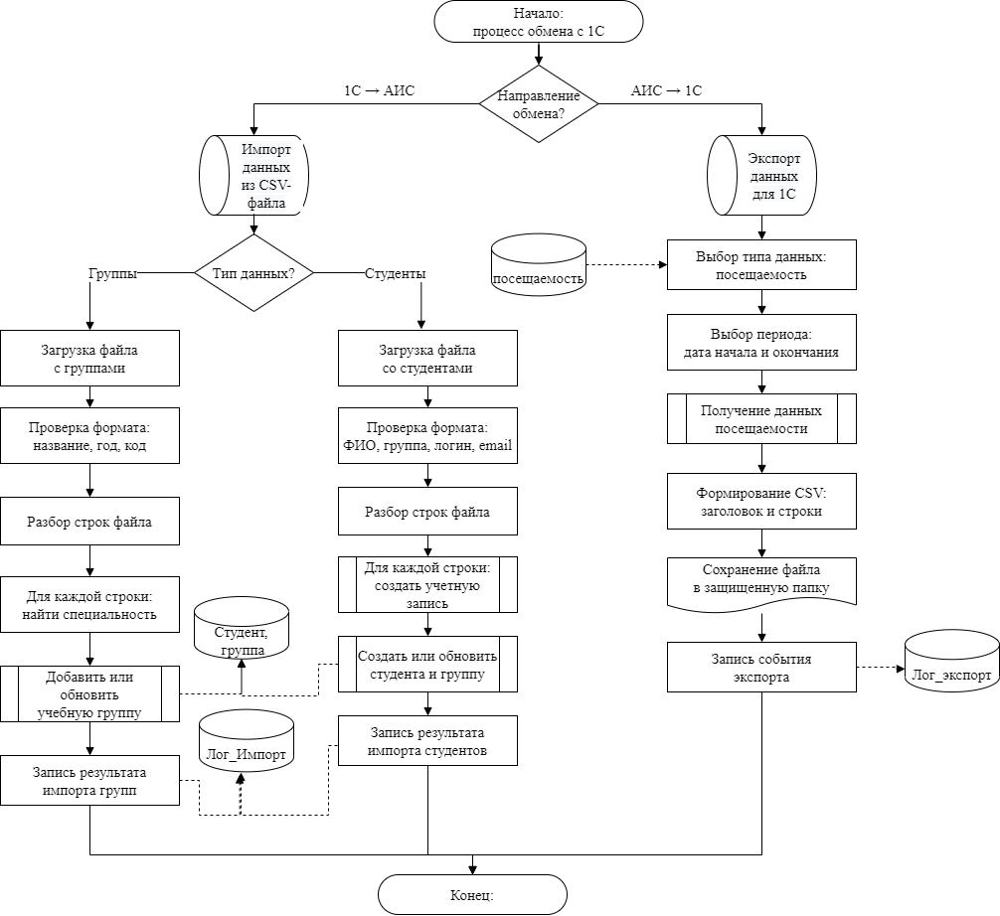 Начало:
процесс обмена с 1С
Направление
обмена?
1С → АИС
АИС → 1С
Импорт
данных
из CSV-
файла
Экспорт
данных
для 1С
Тип данных?
Группы
Студенты
посещаемость
Выбор типа данных:
посещаемость
Загрузка файла
с группами
Загрузка файла
со студентами
Выбор периода:
дата начала и окончания
Проверка формата:
название, год, код
Проверка формата:
ФИО, группа, логин, email
Получение данных
посещаемости
Разбор строк файла
Разбор строк файла
Формирование CSV:
заголовок и строки
Для каждой строки:
найти специальность
Для каждой строки:
создать учетную
запись
Сохранение файла
в защищенную папку
Студент,
группа
Добавить или
обновить
учебную группу
Создать или обновить
студента и группу
Запись события
экспорта
Лог_экспорт
Лог_Импорт
Запись результата
импорта групп
Запись результата
импорта студентов
Конец: